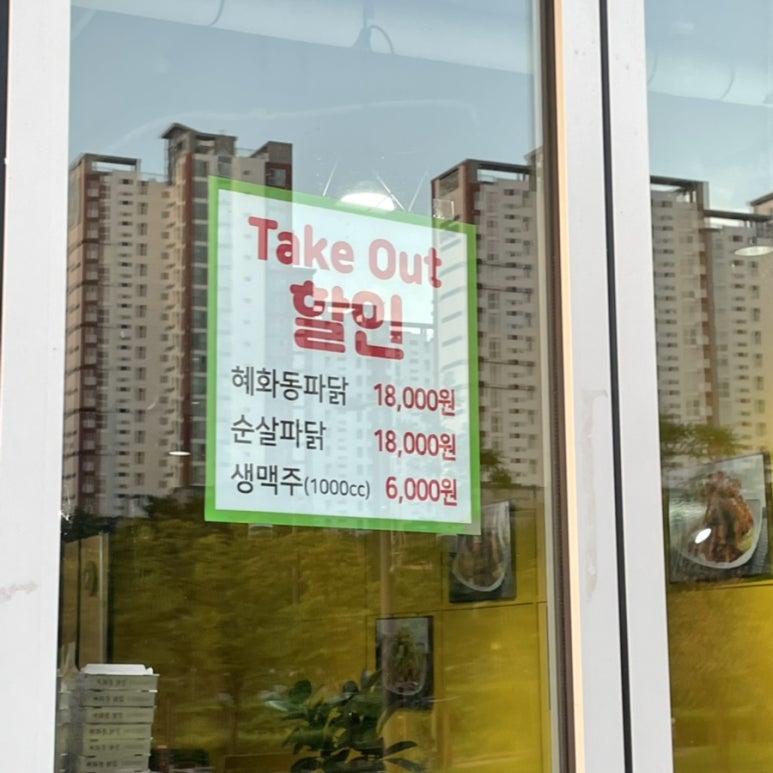 Take Out
할인
혜화동파닭 18,000원
순살파닭 18,000원
생맥주(1000cc) 6,000원